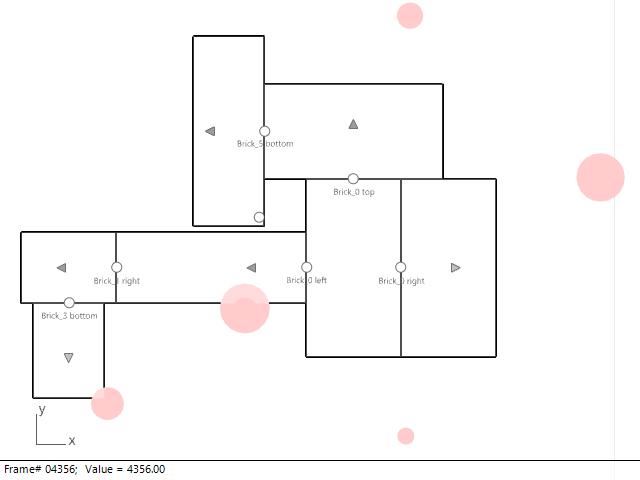 Brick_5 bottom
Brick_0 top
Brick_ right
Brick_0 left
Brick_0 right
Brick_3 bottom
y
x
Frame# 04356; Value = 4356.00